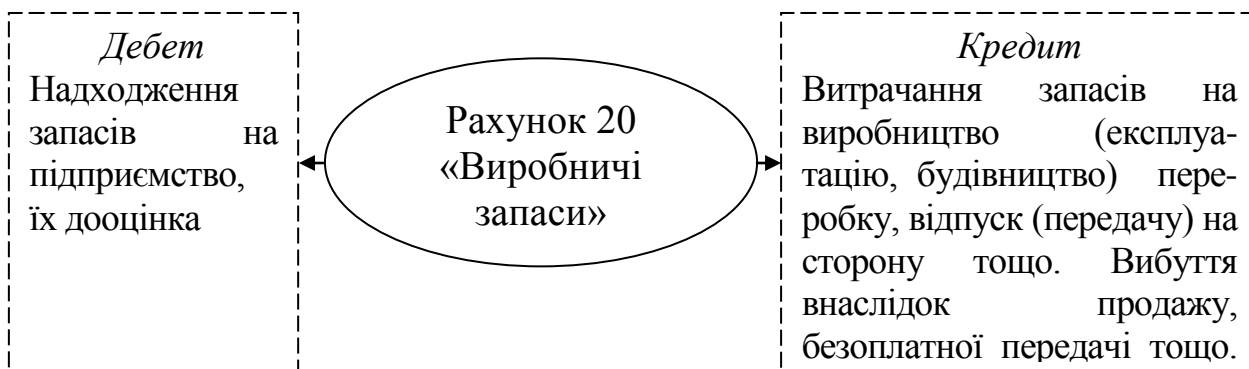 Дебет
Надходження
запасів на
підприємство,
їх дооцінка
Рахунок 20
«Виробничі
запаси»
Кредит
Витрачання запасів на
виробництво (експлуа-
тацію, будівництво) пере-
робку, відпуск (передачу) на
сторону тощо. Вибуття
внаслідок продажу,
безоплатної передачі тощо.